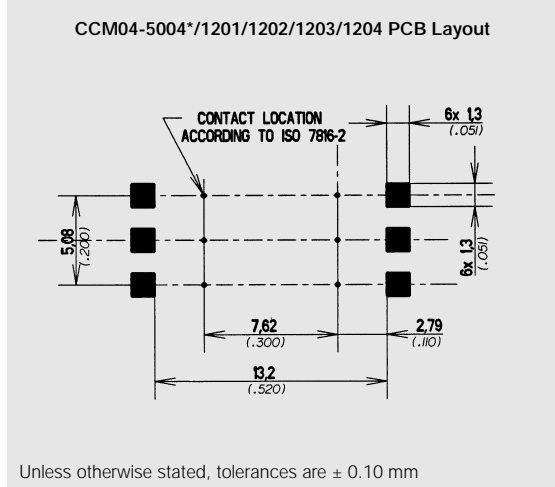 CCM04-5004*/1201/1202/1203/1204 PCB Layout
CONTACT LOCATION
ACCORDING TO ISO 7816-2
6x 1,3
(.051)
5,08
(.200)
6x 1,3
(.051)
7,62
(.300)
2,79
(.110)
13,2
(.520)
Unless otherwise stated, tolerances are ± 0.10 mm